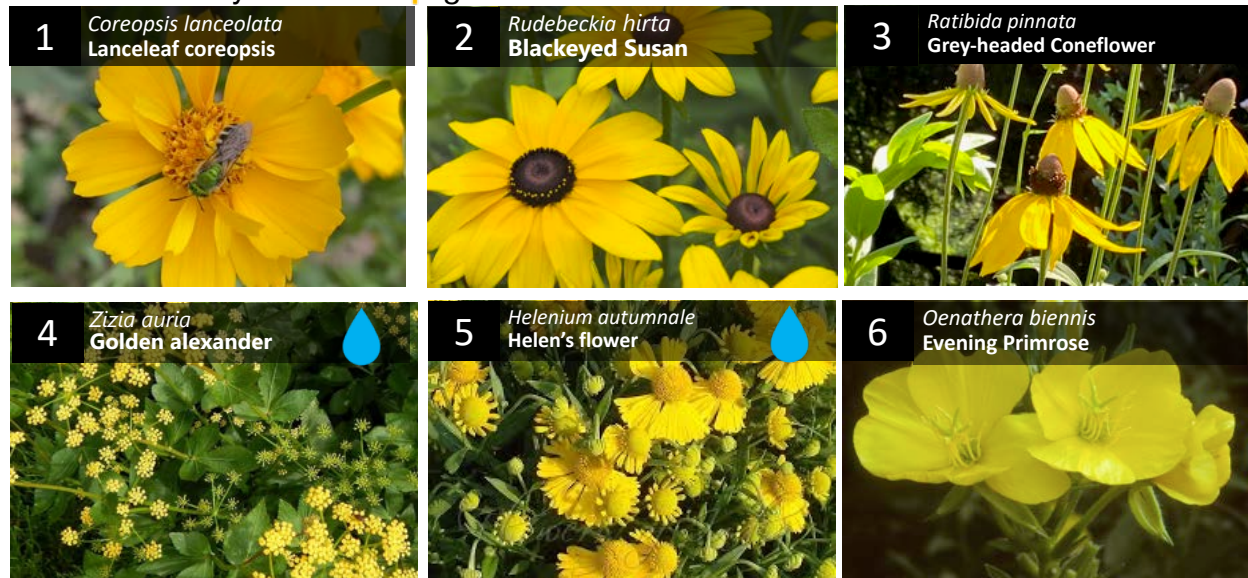 1
Coreopsis lanceolata
Lanceleaf coreopsis
2
Rudebeckia hirta
Blackeyed Susan
3
Ratibida pinnata
Grey-headed Coneflower
4
Zizia auria
Golden alexander
5
Helenium autumnale
Helen's flower
6
Oenathera biennis
Evening Primrose